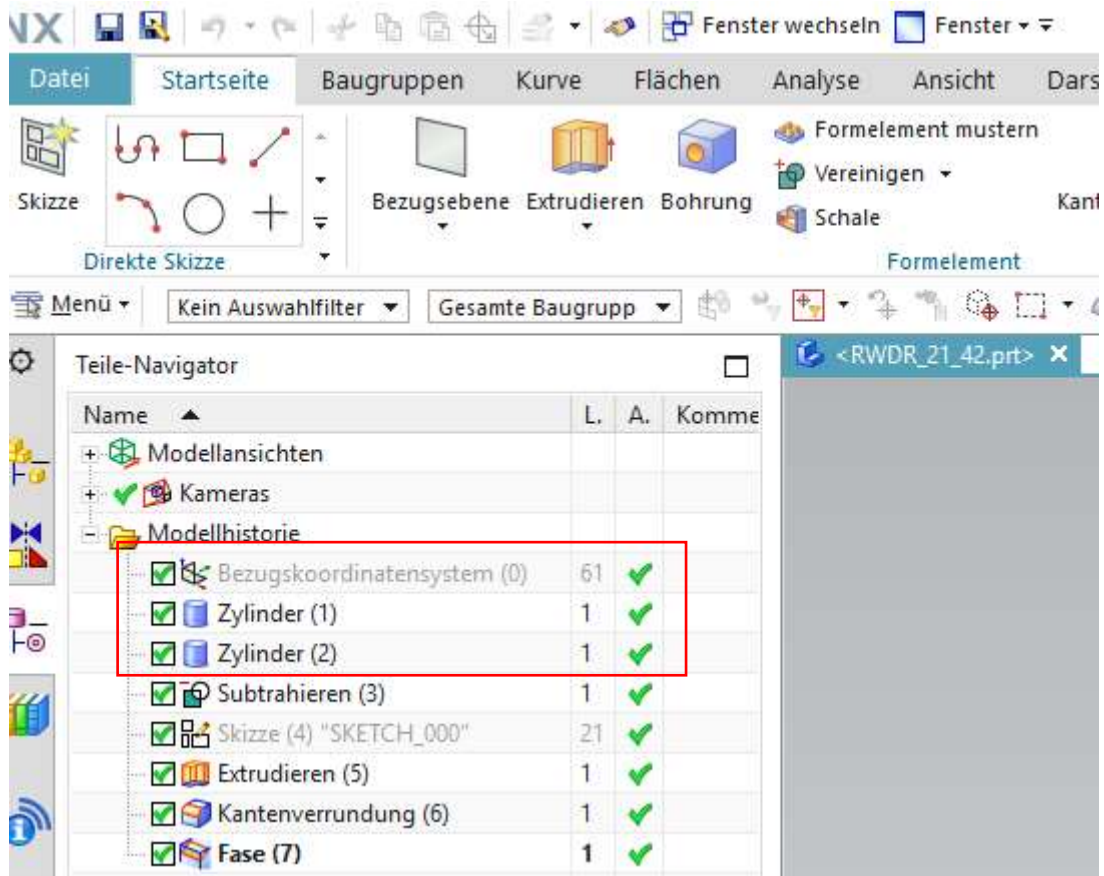 NX Fenster wechseln Fenster
Datei Startseite Baugruppen Kurve Flächen Analyse Ansicht Dars
Formelement mustern
Vereinigen
Skizze Bezugsebene Extrudieren Bohrung Kant
Schale
Direkte Skizze Formelement
Menü Kein Auswahlfilter Gesamte Baugrupp
Teile-Navigator <RWDR_21_42.prt>
Name L. A. Komme
Modellansichten
Kameras
Modellhistorie
Bezugskoordinatensystem (0) 61
Zylinder (1) 1
Zylinder (2) 1
Subtrahieren (3) 1
Skizze (4) "SKETCH_000" 21
Extrudieren (5) 1
Kantenverrundung (6) 1
Fase (7) 1